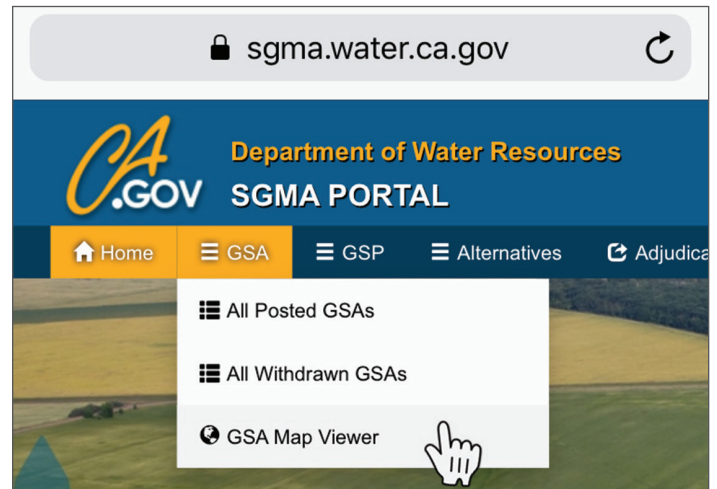 sgma.water.ca.gov
CA
.GOV
Department of Water Resources
SGMA PORTAL
Home GSA GSP Alternatives Adjudica
All Posted GSAs
All Withdrawn GSAs
GSA Map Viewer